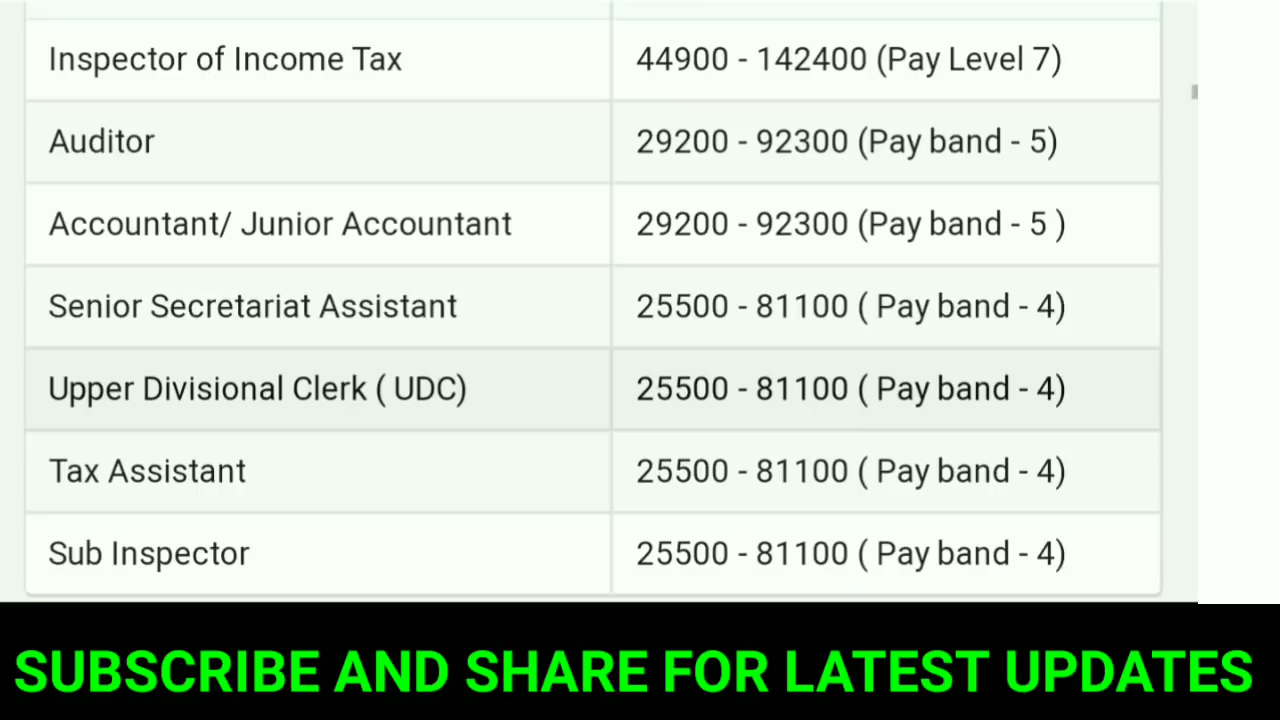 Inspector of Income Tax 44900 - 142400 (Pay Level 7)
Auditor 29200 - 92300 (Pay band - 5)
Accountant/ Junior Accountant 29200 - 92300 (Pay band - 5 )
Senior Secretariat Assistant 25500 - 81100 ( Pay band - 4)
Upper Divisional Clerk ( UDC) 25500 - 81100 ( Pay band - 4)
Tax Assistant 25500 - 81100 ( Pay band - 4)
Sub Inspector 25500 - 81100 ( Pay band - 4)
SUBSCRIBE AND SHARE FOR LATEST UPDATES